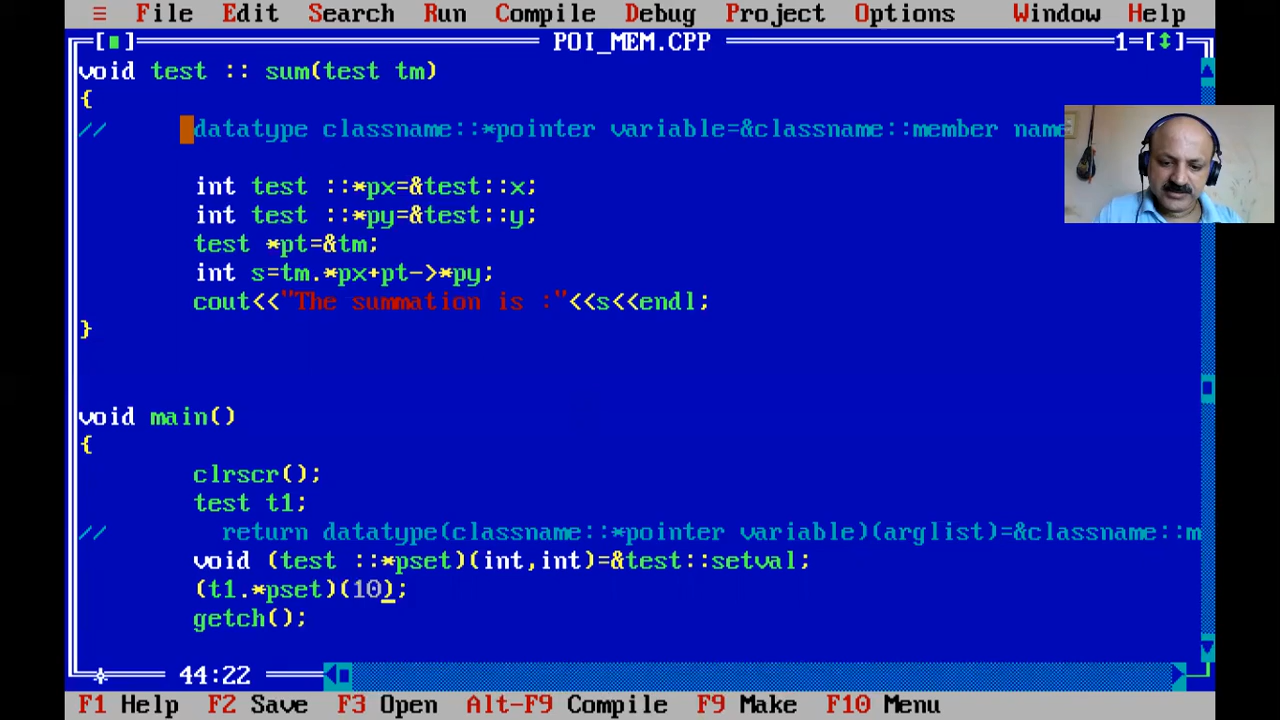 ≡ File Edit Search Run Compile Debug Project Options Window Help
[■] POI_MEM.CPP 1=[↕]
void test :: sum(test tm)
{
// datatype classname::*pointer variable=&classname::member name
int test ::*px=&test::x;
int test ::*py=&test::y;
test *pt=&tm;
int s=tm.*px+pt->*py;
cout<<"The summation is :"<<s<<endl;
}
void main()
{
clrscr();
test t1;
// return datatype(classname::*pointer variable)(arglist)=&classname::m
void (test ::*pset)(int,int)=&test::setval;
(t1.*pset)(10);
getch();
44:22
F1 Help F2 Save F3 Open Alt-F9 Compile F9 Make F10 Menu